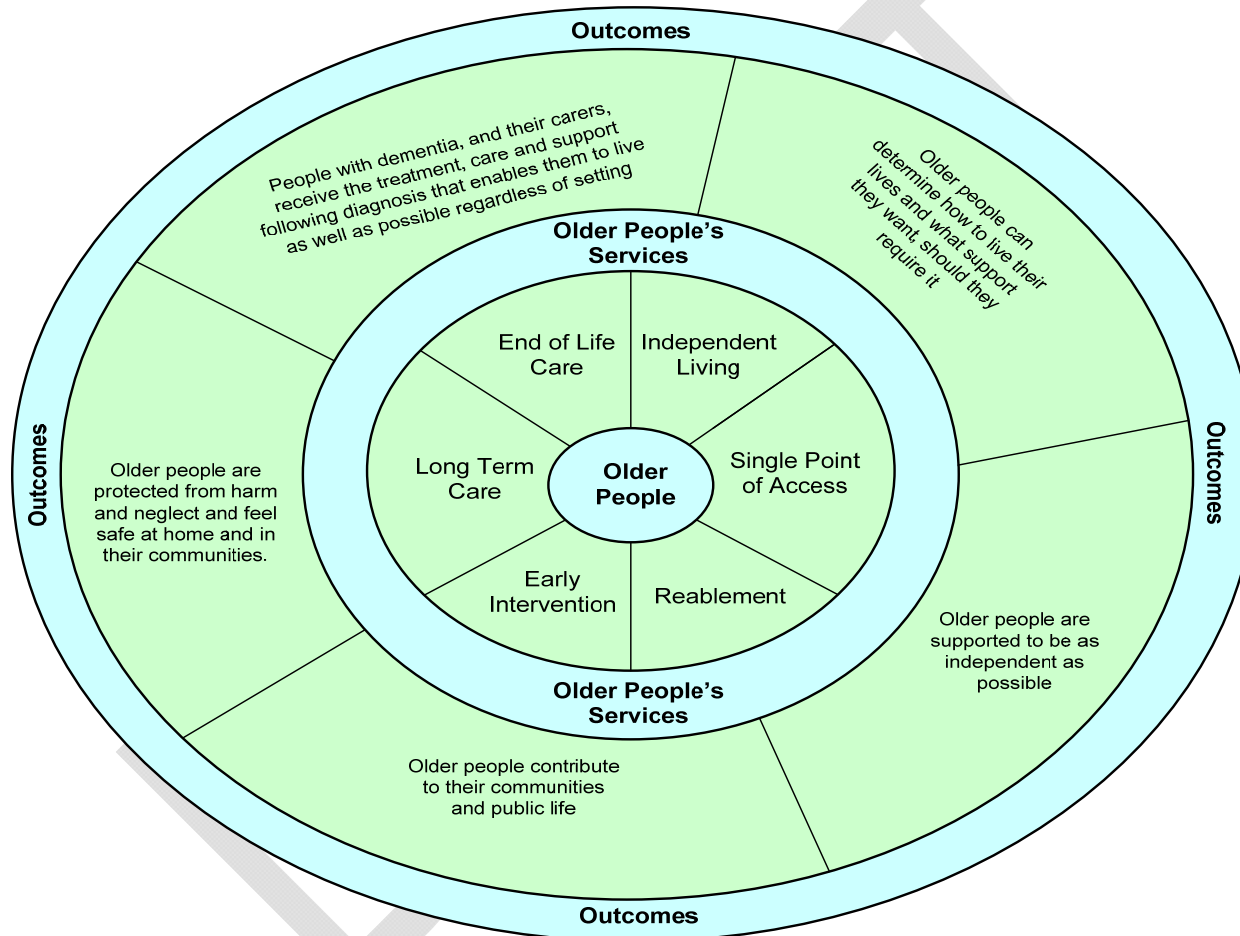 Outcomes
People with dementia, and their carers,
receive the treatment, care and support
following diagnosis that enables them to live
as well as possible regardless of setting
Older people can
determine how to live their
lives and what support
they want, should they
require it
Older People's
Services
End of Life
Care
Independent
Living
Outcomes
Older people are
protected from harm
and neglect and feel
safe at home and in
their communities.
Long Term
Care
Older
People
Single Point
of Access
Outcomes
Early
Intervention
Reablement
Older people are
supported to be as
independent as
possible
Older People's
Services
Older people contribute
to their communities
and public life
Outcomes